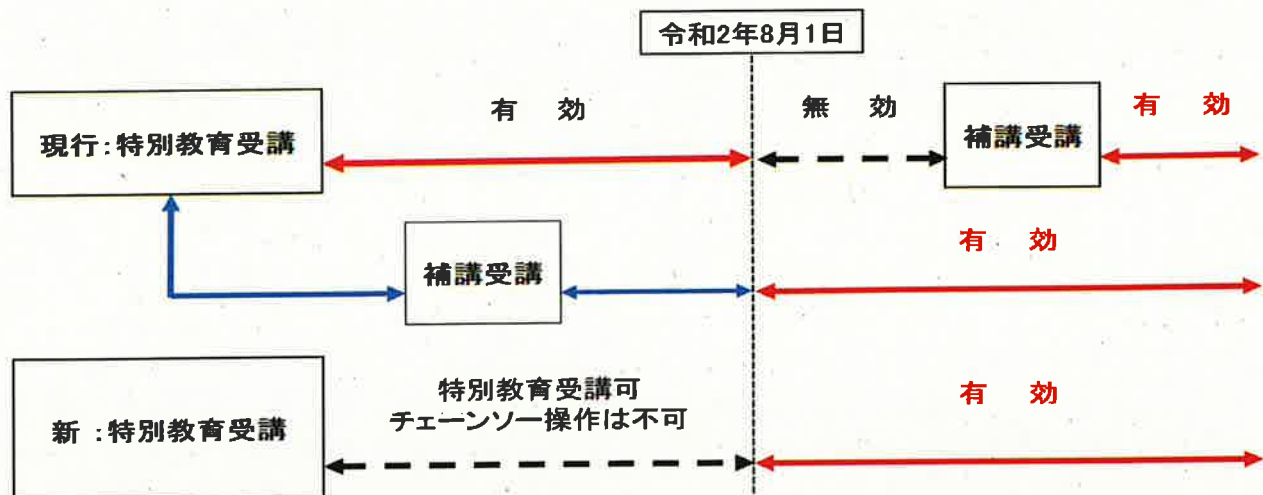 令和2年8月1日
有 効
無 効
有 効
現行:特別教育受講
補講受講
有 効
補講受講
特別教育受講可
チェーンソー操作は不可
有 効
新 :特別教育受講